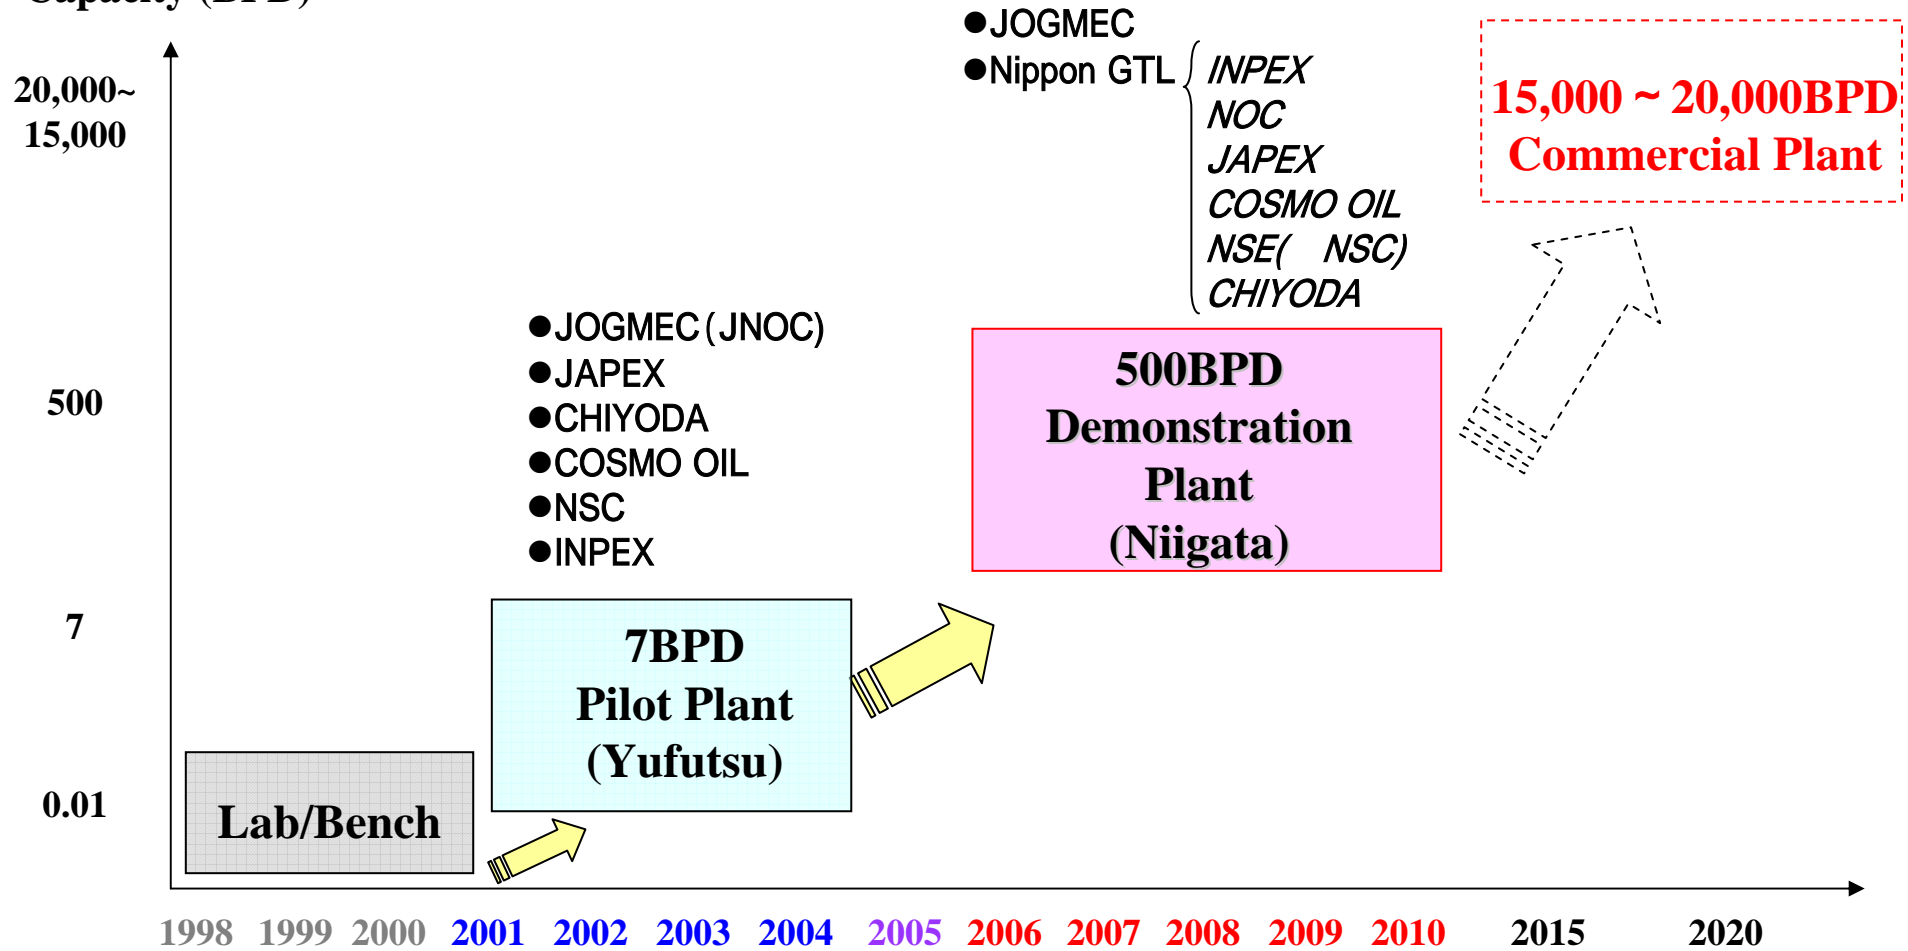 Capacity (BPD)
20,000~
15,000
500
7
0.01
●JOGMEC
●Nippon GTL
INPEX
NOC
JAPEX
COSMO OIL
NSE( NSC)
CHIYODA
15,000 ~ 20,000BPD
Commercial Plant
●JOGMEC(JNOC)
●JAPEX
●CHIYODA
●COSMO OIL
●NSC
●INPEX
500BPD
Demonstration
Plant
(Niigata)
7BPD
Pilot Plant
(Yufutsu)
Lab/Bench
1998 1999 2000 2001 2002 2003 2004 2005 2006 2007 2008 2009 2010 2015 2020